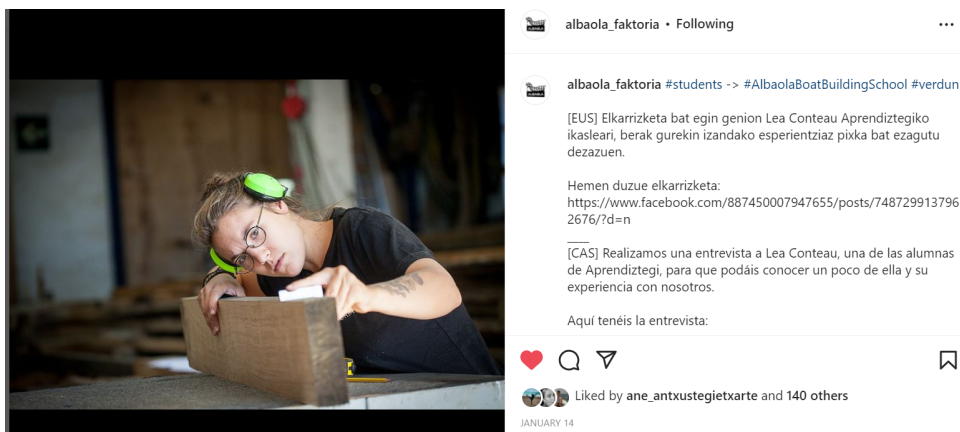 albaola_faktoria • Following
albaola_faktoria #students -> #AlbaolaBoatBuildingSchool #verdun
[EUS] Elkarrizketa bat egin genion Lea Conteau Aprendiztegiko
ikasleari, berak gurekin izandako esperientziaz pixka bat ezagutu
dezazuen.
Hemen duzue elkarrizketa:
https://www.facebook.com/887450007947655/posts/748729913796
2676/?d=n
____
[CAS] Realizamos una entrevista a Lea Conteau, una de las alumnas
de Aprendiztegi, para que podáis conocer un poco de ella y su
experiencia con nosotros.
Aquí tenéis la entrevista:
Liked by ane_antxustegietxarte and 140 others
JANUARY 14